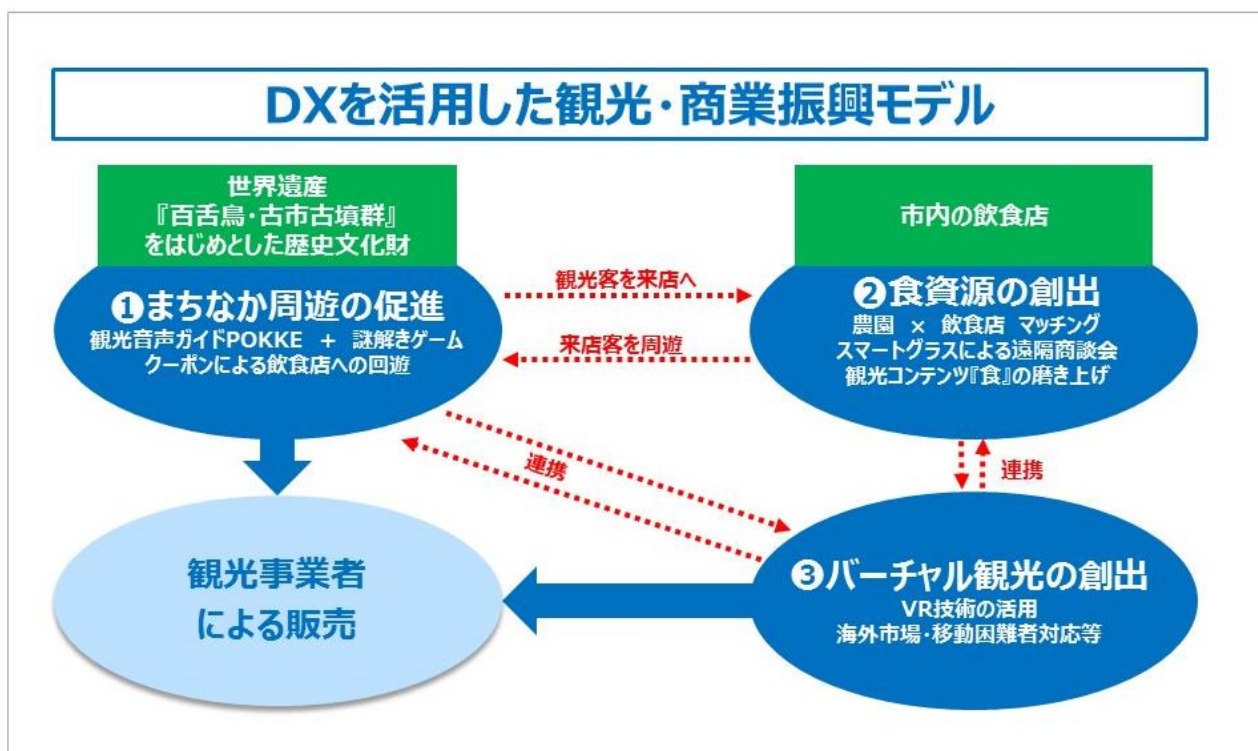 DXを活用した観光・商業振興モデル
世界遺産
『百舌鳥・古市古墳群』
をはじめとした歴史文化財
❶まちなか周遊の促進
観光音声ガイドPOKKE + 謎解きゲーム
クーポンによる飲食店への回遊
観光客を来店へ
来店客を周遊
市内の飲食店
❷食資源の創出
農園 × 飲食店 マッチング
スマートグラスによる遠隔商談会
観光コンテンツ『食』の磨き上げ
連携
連携
観光事業者
による販売
❸バーチャル観光の創出
VR技術の活用
海外市場・移動困難者対応等